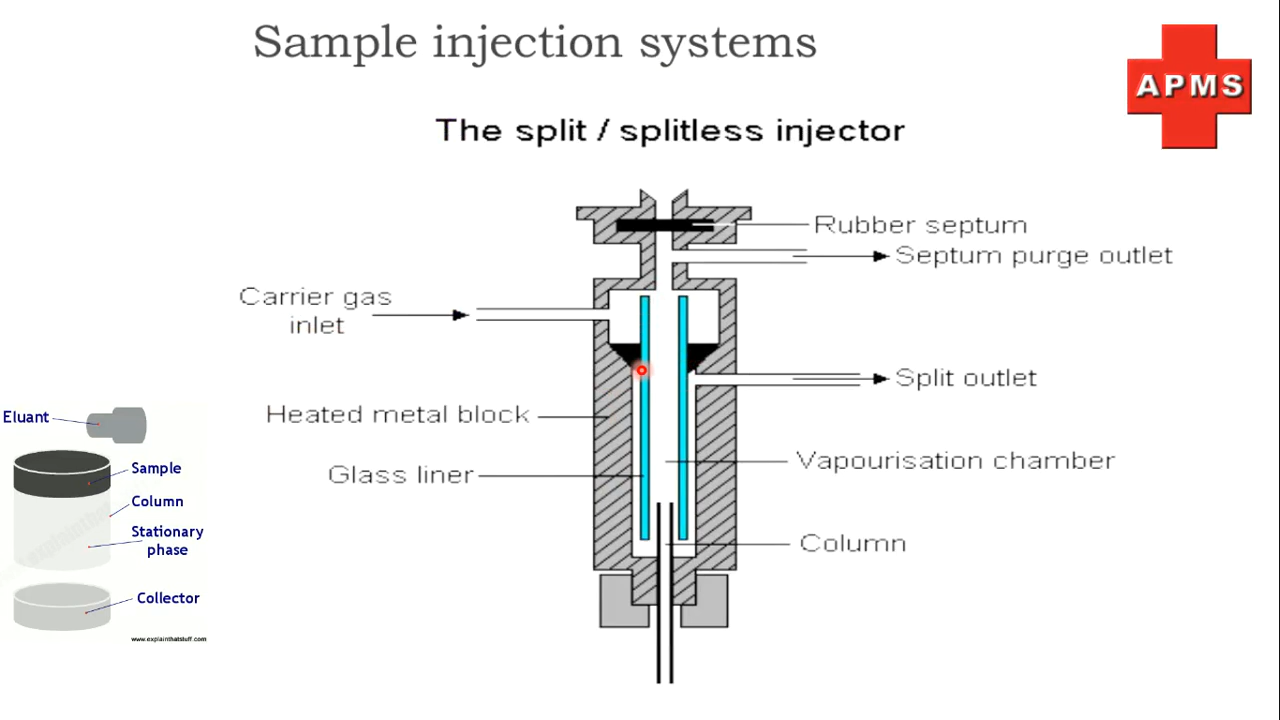 Sample injection systems
APMS
The split / splitless injector
Rubber septum
Septum purge outlet
Carrier gas
inlet
Split outlet
Heated metal block
Eluant
Vapourisation chamber
Sample
Glass liner
Column
Stationary
phase
Column
Collector
www.explainthatstuff.com